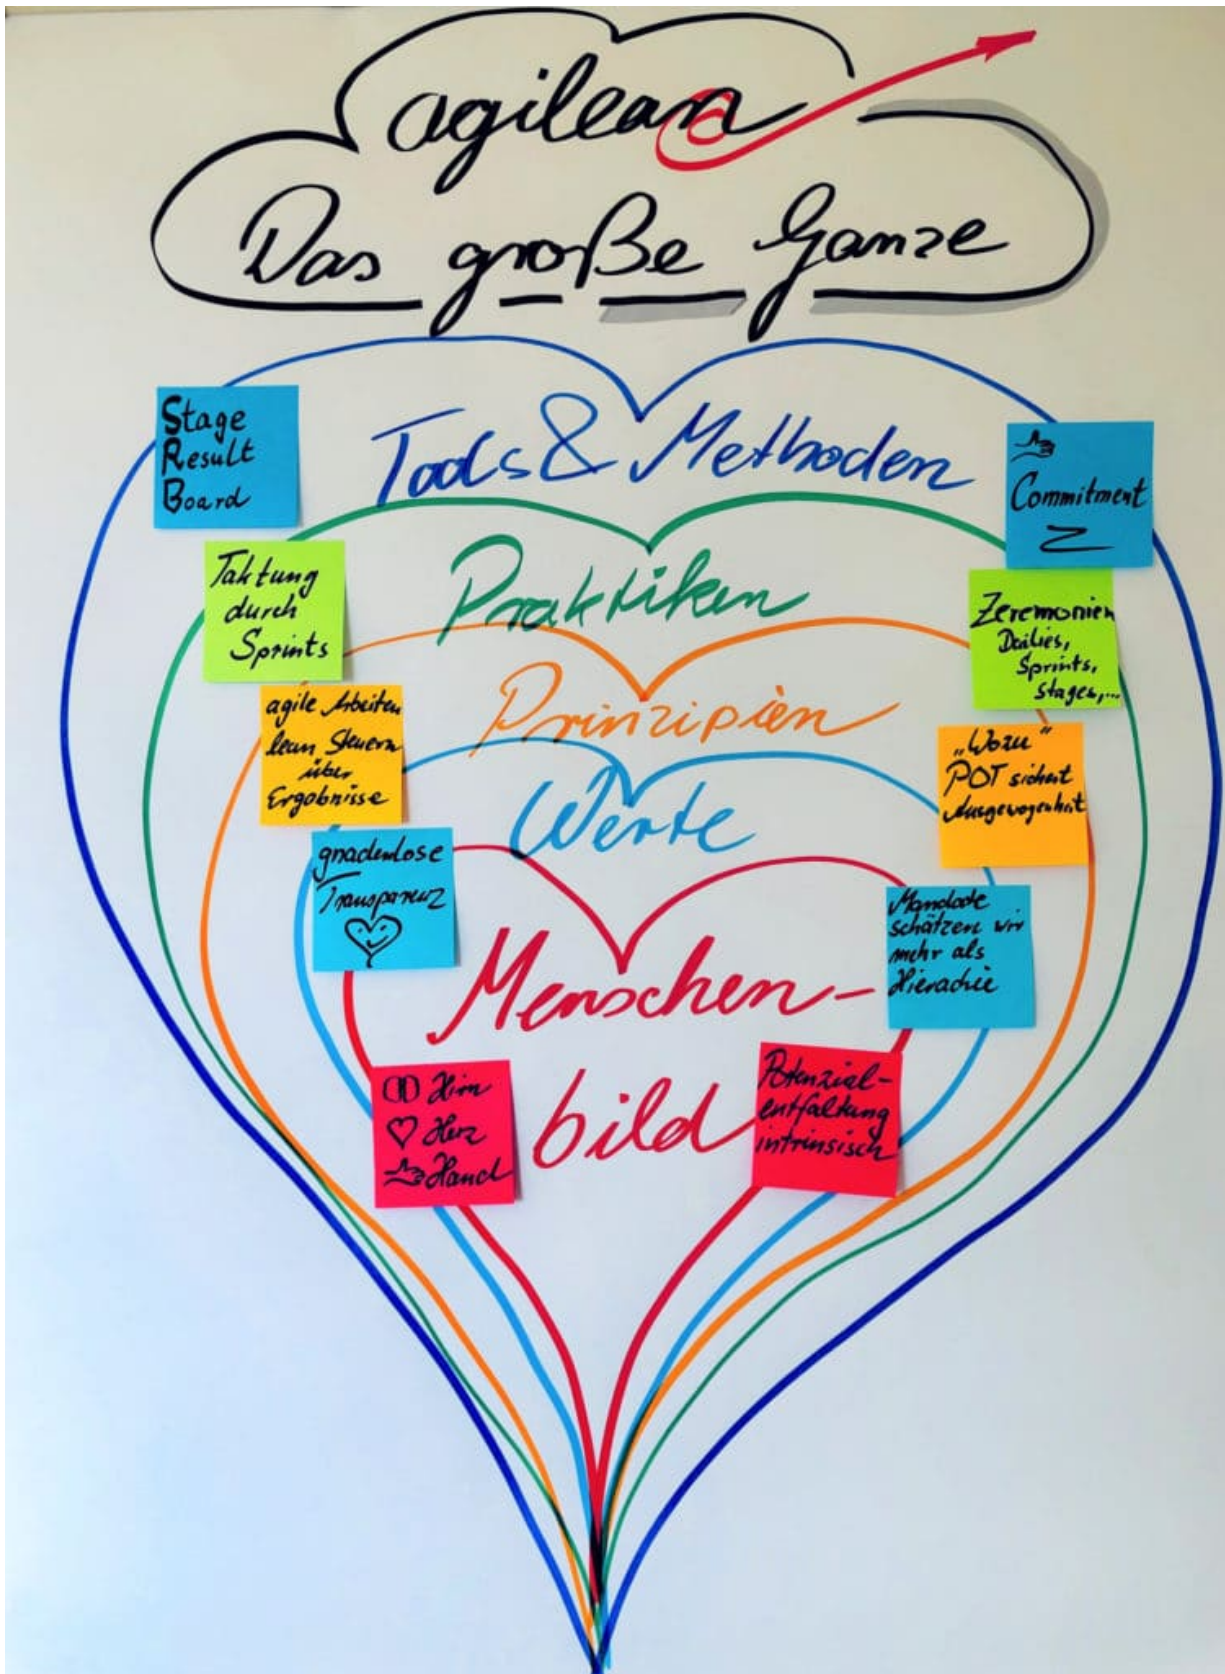 agilean
Das große Ganze
Tools & Methoden
Stage
Result
Board
Commitment
Praktiken
Taktung
durch
Sprints
Zeremonien
Dailies,
Sprints,
Stages,...
Prinzipien
agile Arbeiten
lean Steuern
über
Ergebnisse
„Wozu“
POT sichert
Ausgewogenheit
Werte
gnadenlose
Transparenz
Mandate
schätzen wir
mehr als
Hierachie
Menschen-
bild
Hirn
Herz
Hand
Potenzial-
entfaltung
intrinsisch